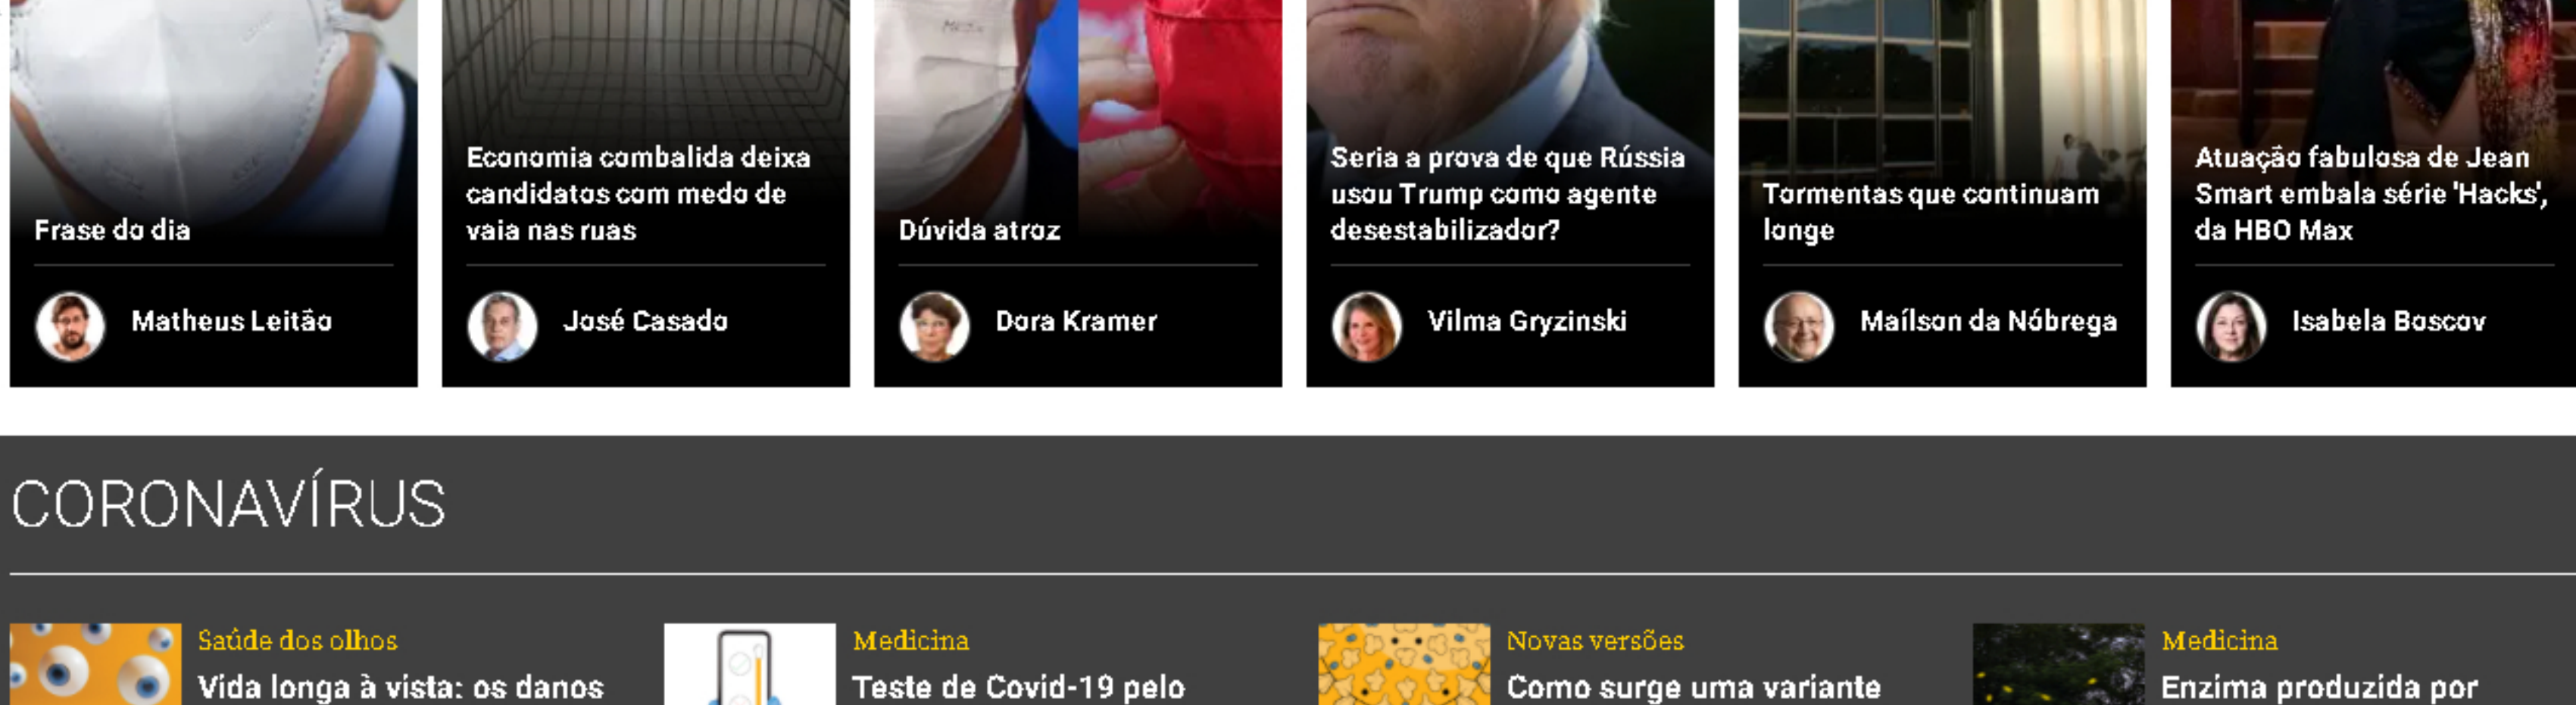 Frase do dia
Matheus Leitão
Economia combalida deixa
candidatos com medo de
vaia nas ruas
José Casado
Dúvida atroz
Dora Kramer
Seria a prova de que Rússia
usou Trump como agente
desestabilizador?
Vilma Gryzinski
Tormentas que continuam
longe
Maílson da Nóbrega
Atuação fabulosa de Jean
Smart embala série 'Hacks',
da HBO Max
Isabela Boscov
CORONAVÍRUS
Saúde dos olhos
Vida longa à vista: os danos
Medicina
Teste de Covid-19 pelo
Novas versões
Como surge uma variante
Medicina
Enzima produzida por